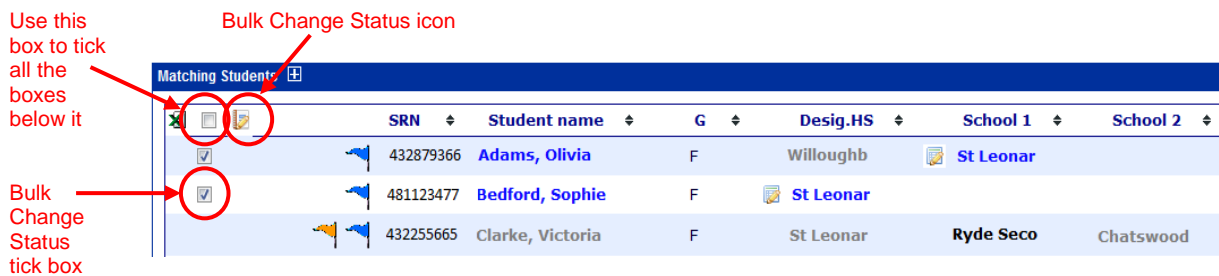 Use this
box to tick
all the
boxes
below it
Bulk Change Status icon
Matching Students
SRN Student name G Desig.HS School 1 School 2
432879366 Adams, Olivia F Willoughb St Leonar
Bulk
Change
Status
tick box
481123477 Bedford, Sophie F St Leonar
432255665 Clarke, Victoria F St Leonar Ryde Seco Chatswood